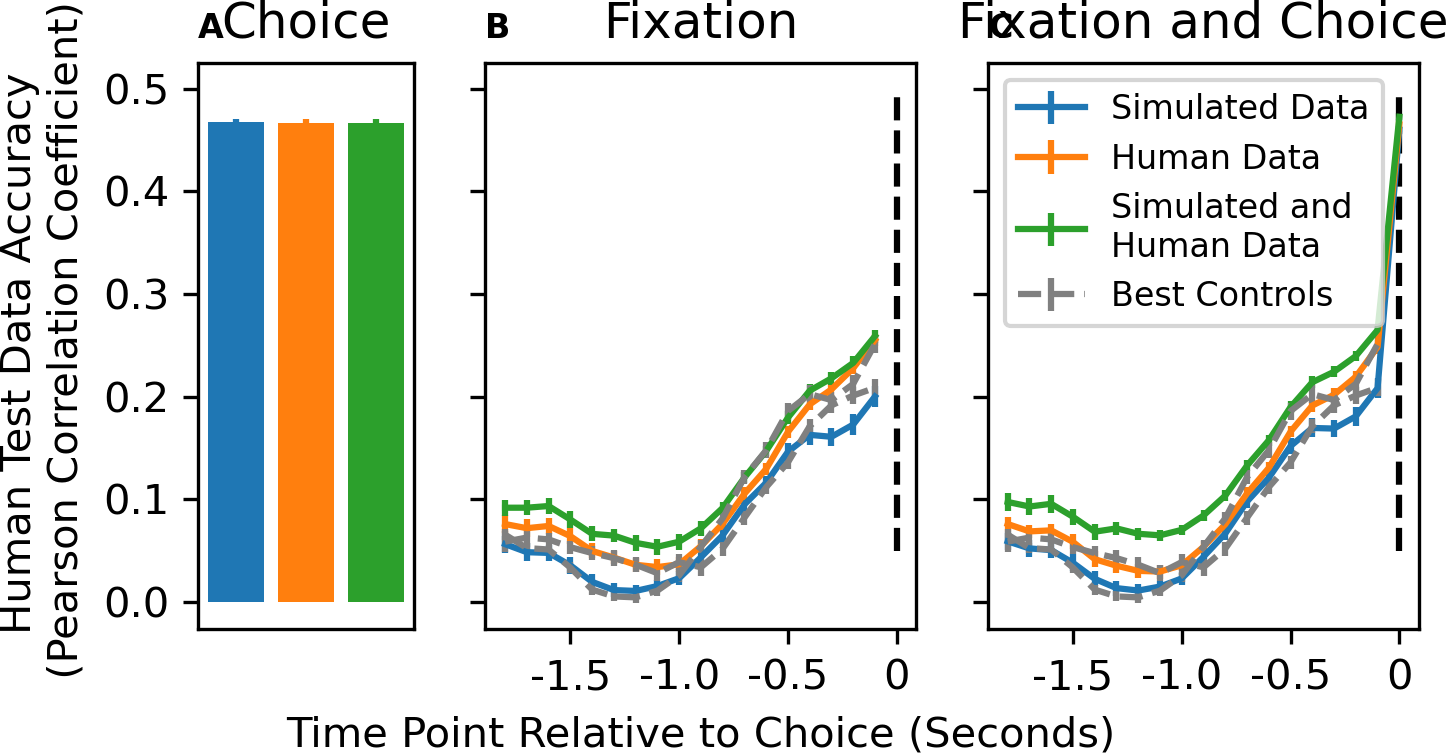 A Choice
B Fixation
C Fixation and Choice
Human Test Data Accuracy
(Pearson Correlation Coefficient)
0.5
0.4
0.3
0.2
0.1
0.0
Simulated Data
Human Data
Simulated and
Human Data
Best Controls
-1.5 -1.0 -0.5 0
-1.5 -1.0 -0.5 0
Time Point Relative to Choice (Seconds)